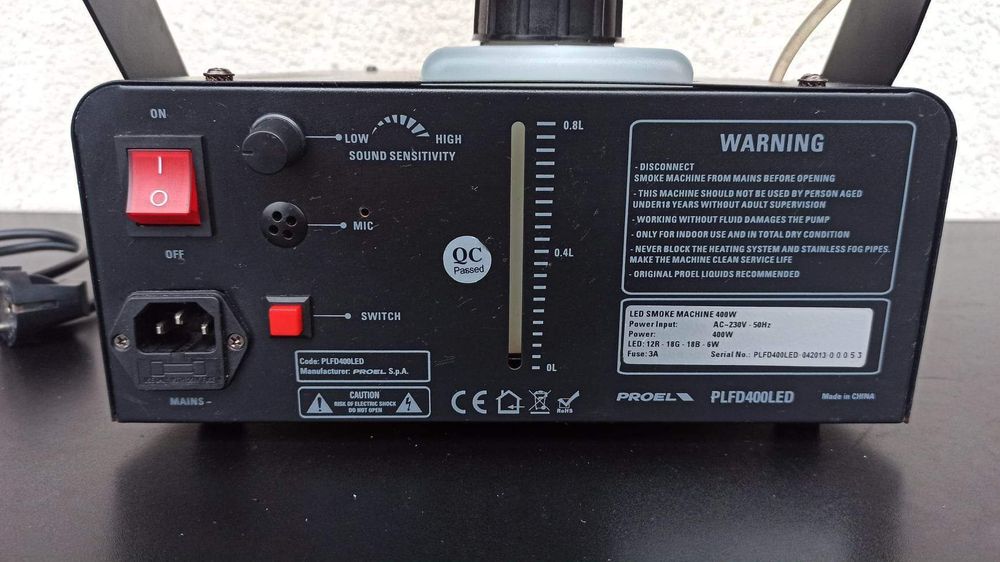 ON
I
O
OFF
MAINS~
LOW
HIGH
SOUND SENSITIVITY
MIC
SWITCH
QC
Passed
Code: PLFD400LED
Manufacturer: PROEL S.p.A.
CAUTION
RISK OF ELECTRIC SHOCK
DO NOT OPEN
CE
RoHS
0.8L
0.4L
0L
WARNING
- DISCONNECT
SMOKE MACHINE FROM MAINS BEFORE OPENING
- THIS MACHINE SHOULD NOT BE USED BY PERSON AGED
UNDER18 YEARS WITHOUT ADULT SUPERVISION
- WORKING WITHOUT FLUID DAMAGES THE PUMP
- ONLY FOR INDOOR USE AND IN TOTAL DRY CONDITION
- NEVER BLOCK THE HEATING SYSTEM AND STAINLESS FOG PIPES.
MAKE THE MACHINE CLEAN SERVICE LIFE
- ORIGINAL PROEL LIQUIDS RECOMMENDED
LED SMOKE MACHINE 400W
Power Input: AC~230V - 50Hz
Power: 400W
LED: 12R - 18G - 18B - 6W
Fuse: 3A Serial No.: PLFD400LED 042013 00053
PROEL PLFD400LED Made in CHINA